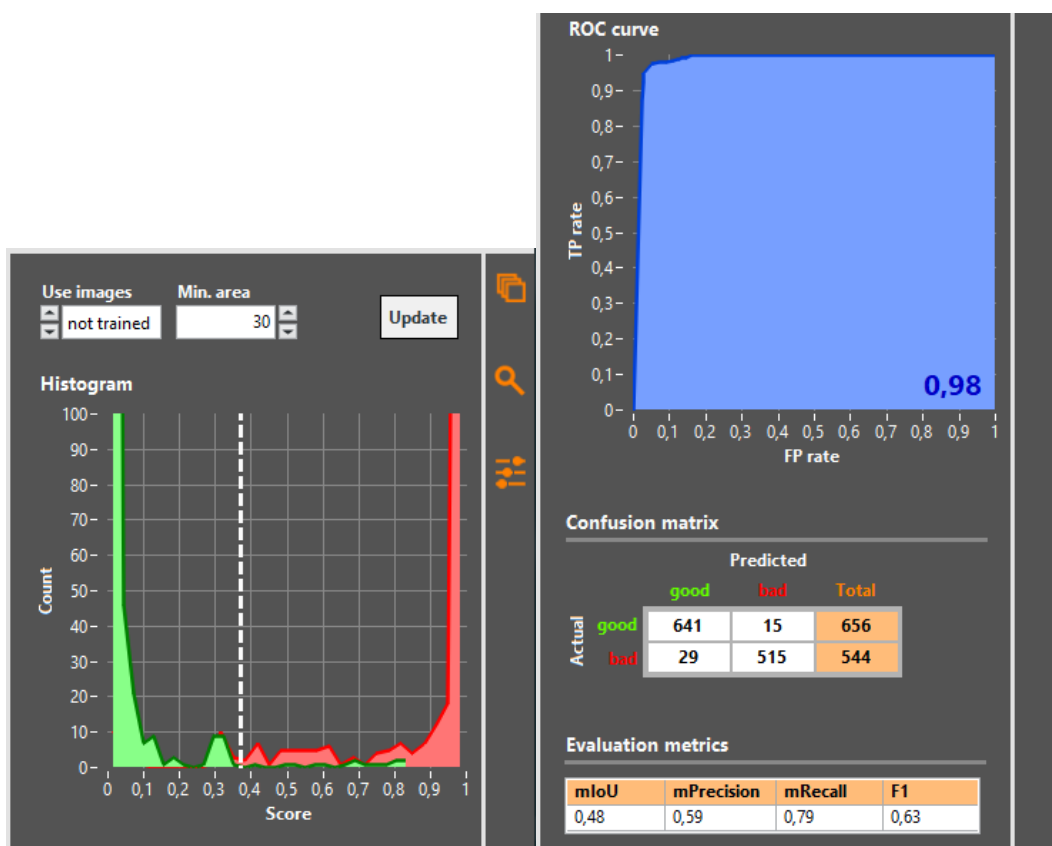 Use images
Min. area
not trained
30
Update
Histogram
100
90
80
70
60
50
40
30
20
10
0
Count
0 0,1 0,2 0,3 0,4 0,5 0,6 0,7 0,8 0,9 1
Score
ROC curve
1
0,9
0,8
0,7
0,6
0,5
0,4
0,3
0,2
0,1
0
TP rate
0,98
0 0,1 0,2 0,3 0,4 0,5 0,6 0,7 0,8 0,9 1
FP rate
Confusion matrix
Predicted
good bad Total
Actual
good 641 15 656
bad 29 515 544
Evaluation metrics
mIoU mPrecision mRecall F1
0,48 0,59 0,79 0,63